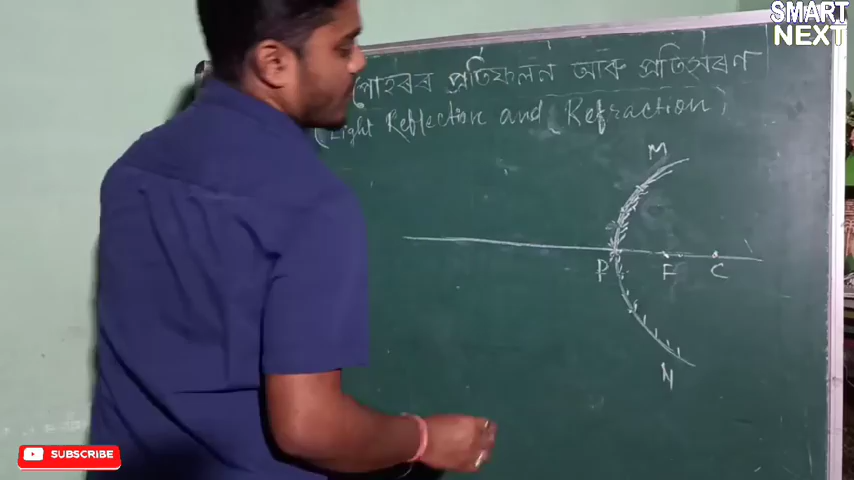 SMART
NEXT
পোহৰৰ প্ৰতিফলন আৰু প্ৰতিসৰণ
(Light Reflection and Refraction)
M
P F C
N
SUBSCRIBE